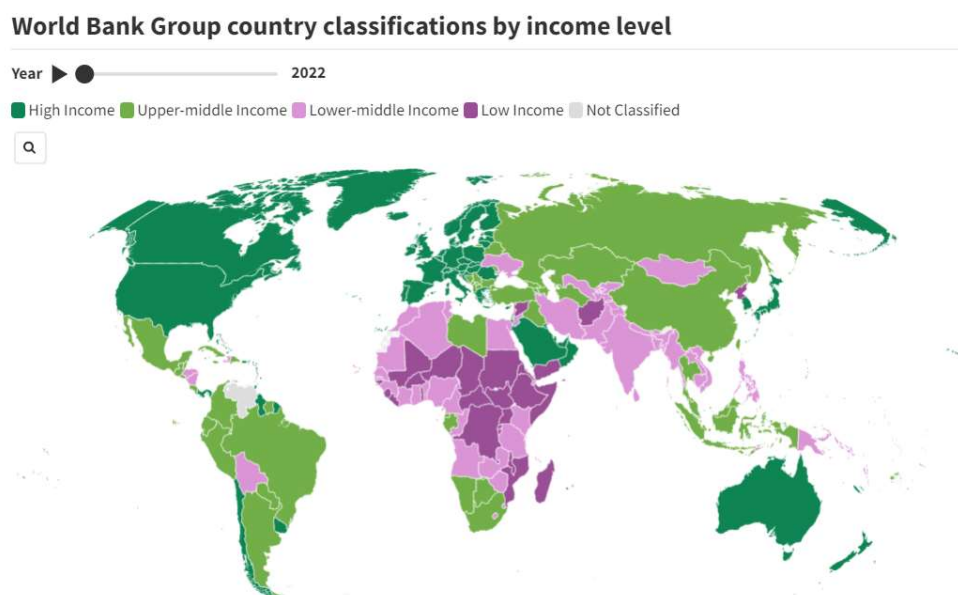 World Bank Group country classifications by income level
Year 2022
High Income Upper-middle Income Lower-middle Income Low Income Not Classified